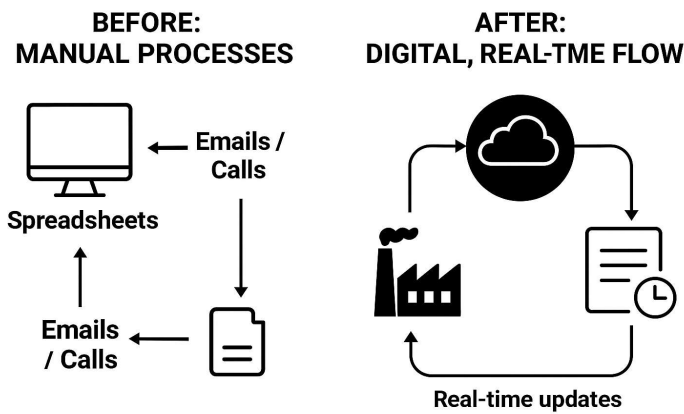 BEFORE:
MANUAL PROCESSES
AFTER:
DIGITAL, REAL-TME FLOW
Emails /
Calls
Spreadsheets
Emails
/ Calls
Real-time updates